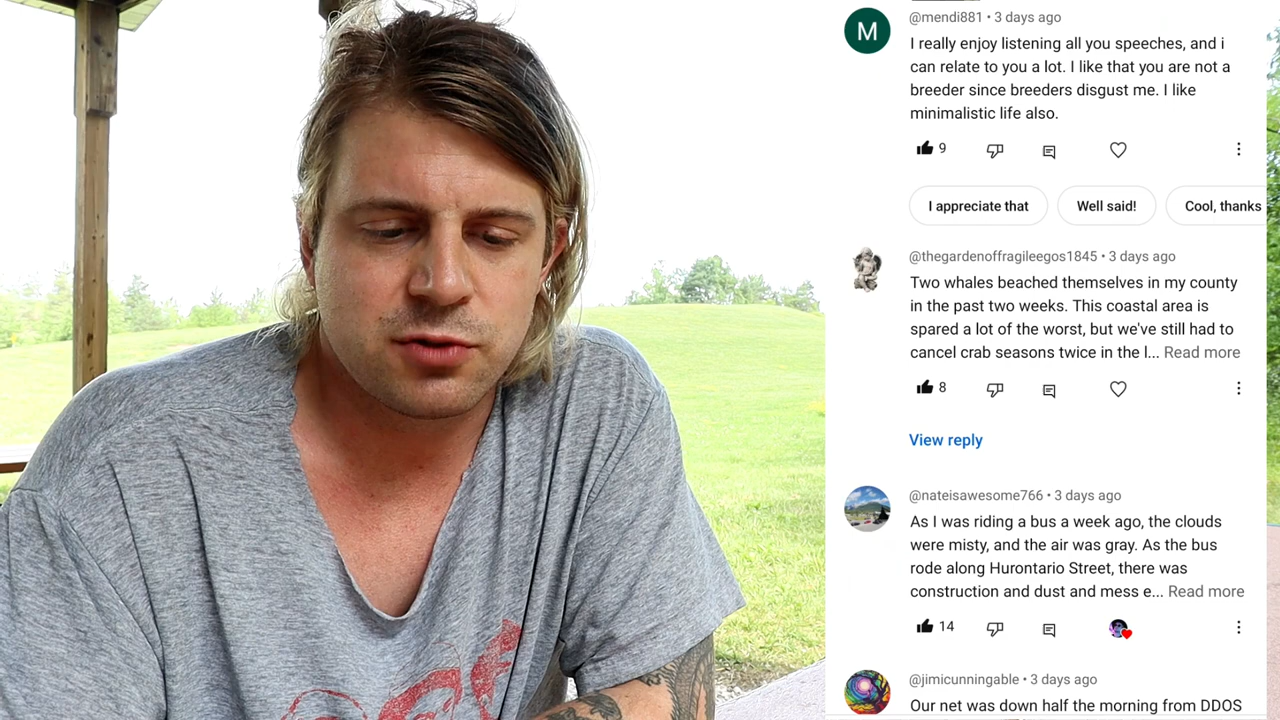 @mendi881 • 3 days ago
I really enjoy listening all you speeches, and i
can relate to you a lot. I like that you are not a
breeder since breeders disgust me. I like
minimalistic life also.
9
I appreciate that
Well said!
Cool, thanks
@thegardenoffragileegos1845 • 3 days ago
Two whales beached themselves in my county
in the past two weeks. This coastal area is
spared a lot of the worst, but we've still had to
cancel crab seasons twice in the l... Read more
8
View reply
@nateisawesome766 • 3 days ago
As I was riding a bus a week ago, the clouds
were misty, and the air was gray. As the bus
rode along Hurontario Street, there was
construction and dust and mess e... Read more
14
@jimicunningable • 3 days ago
Our net was down half the morning from DDOS
M